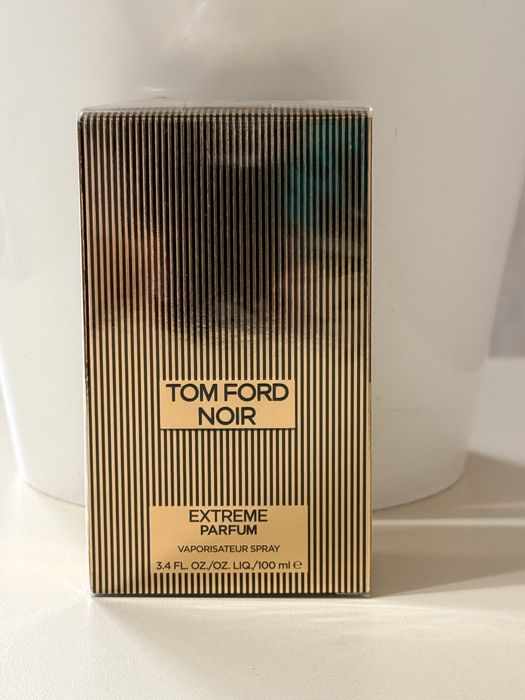 TOM FORD
NOIR
EXTREME
PARFUM
VAPORISATEUR SPRAY
3.4 FL. OZ./OZ. LIQ./100 ml ℮